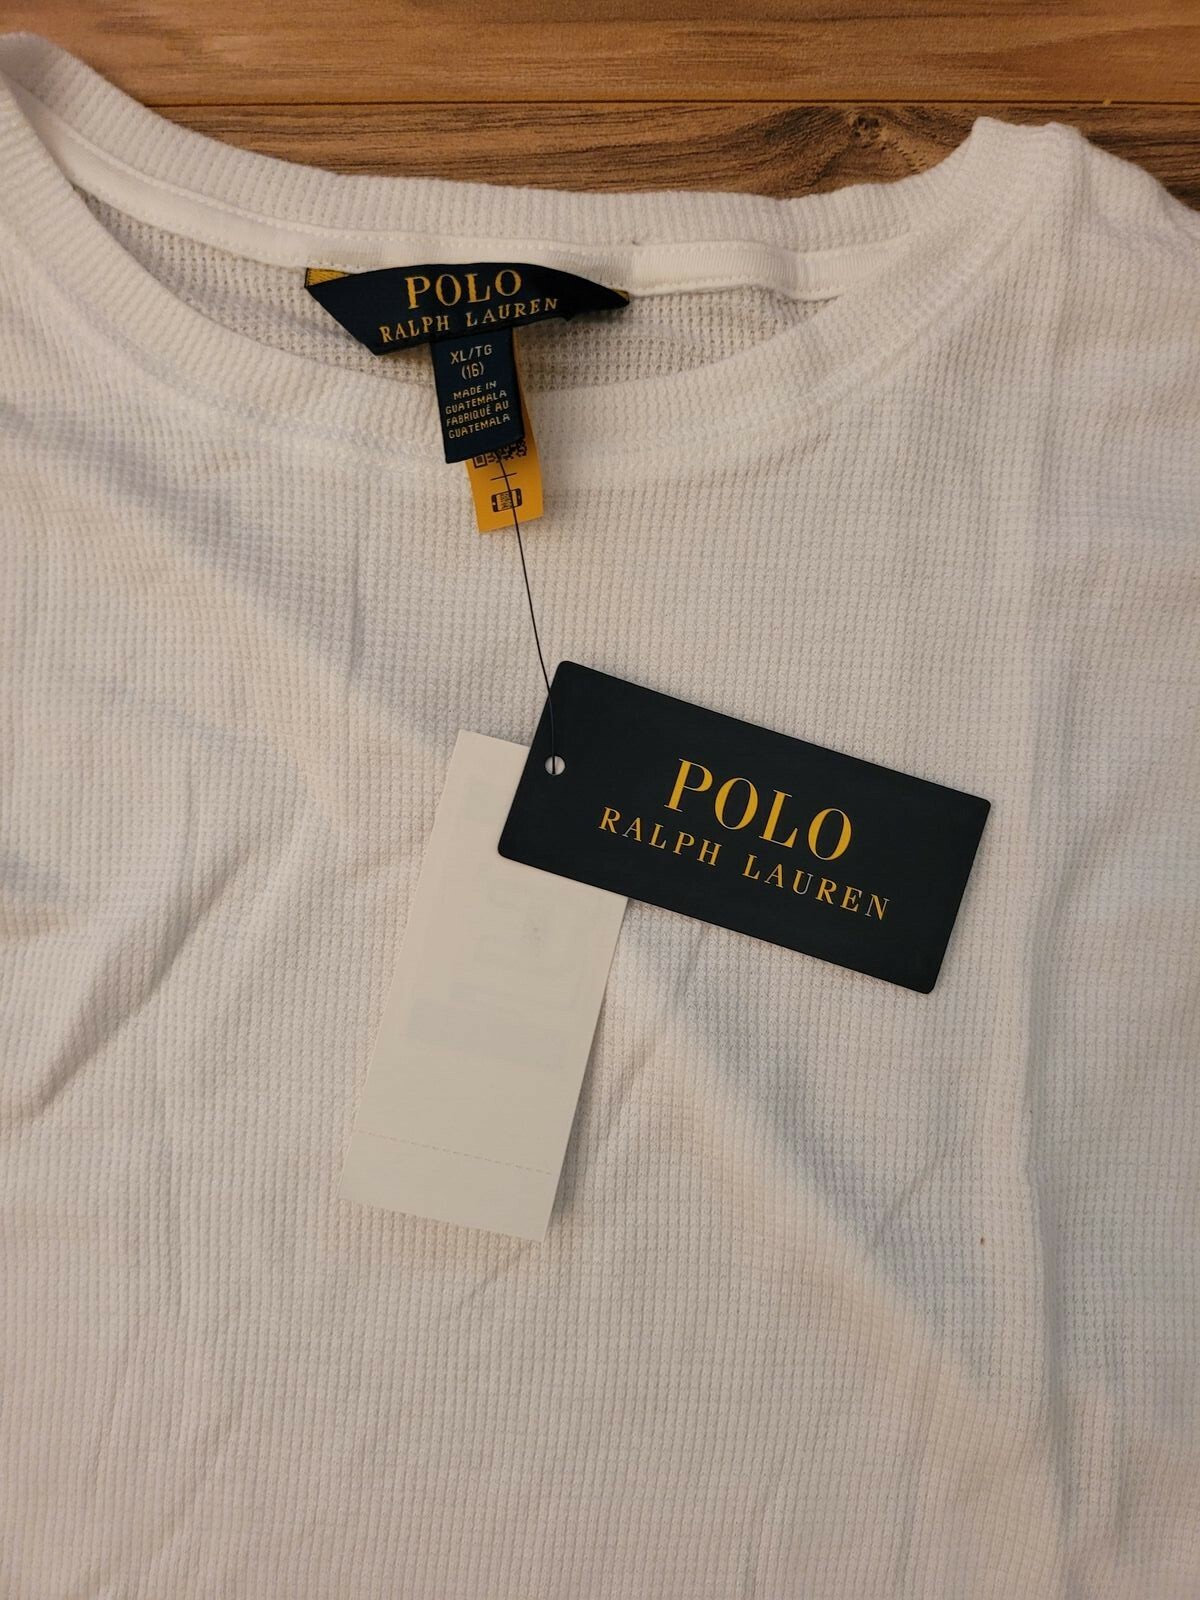 POLO
RALPH LAUREN
XL/TG
(16)
MADE IN
GUATEMALA
FABRIQUÉ AU
GUATEMALA
POLO
RALPH LAUREN